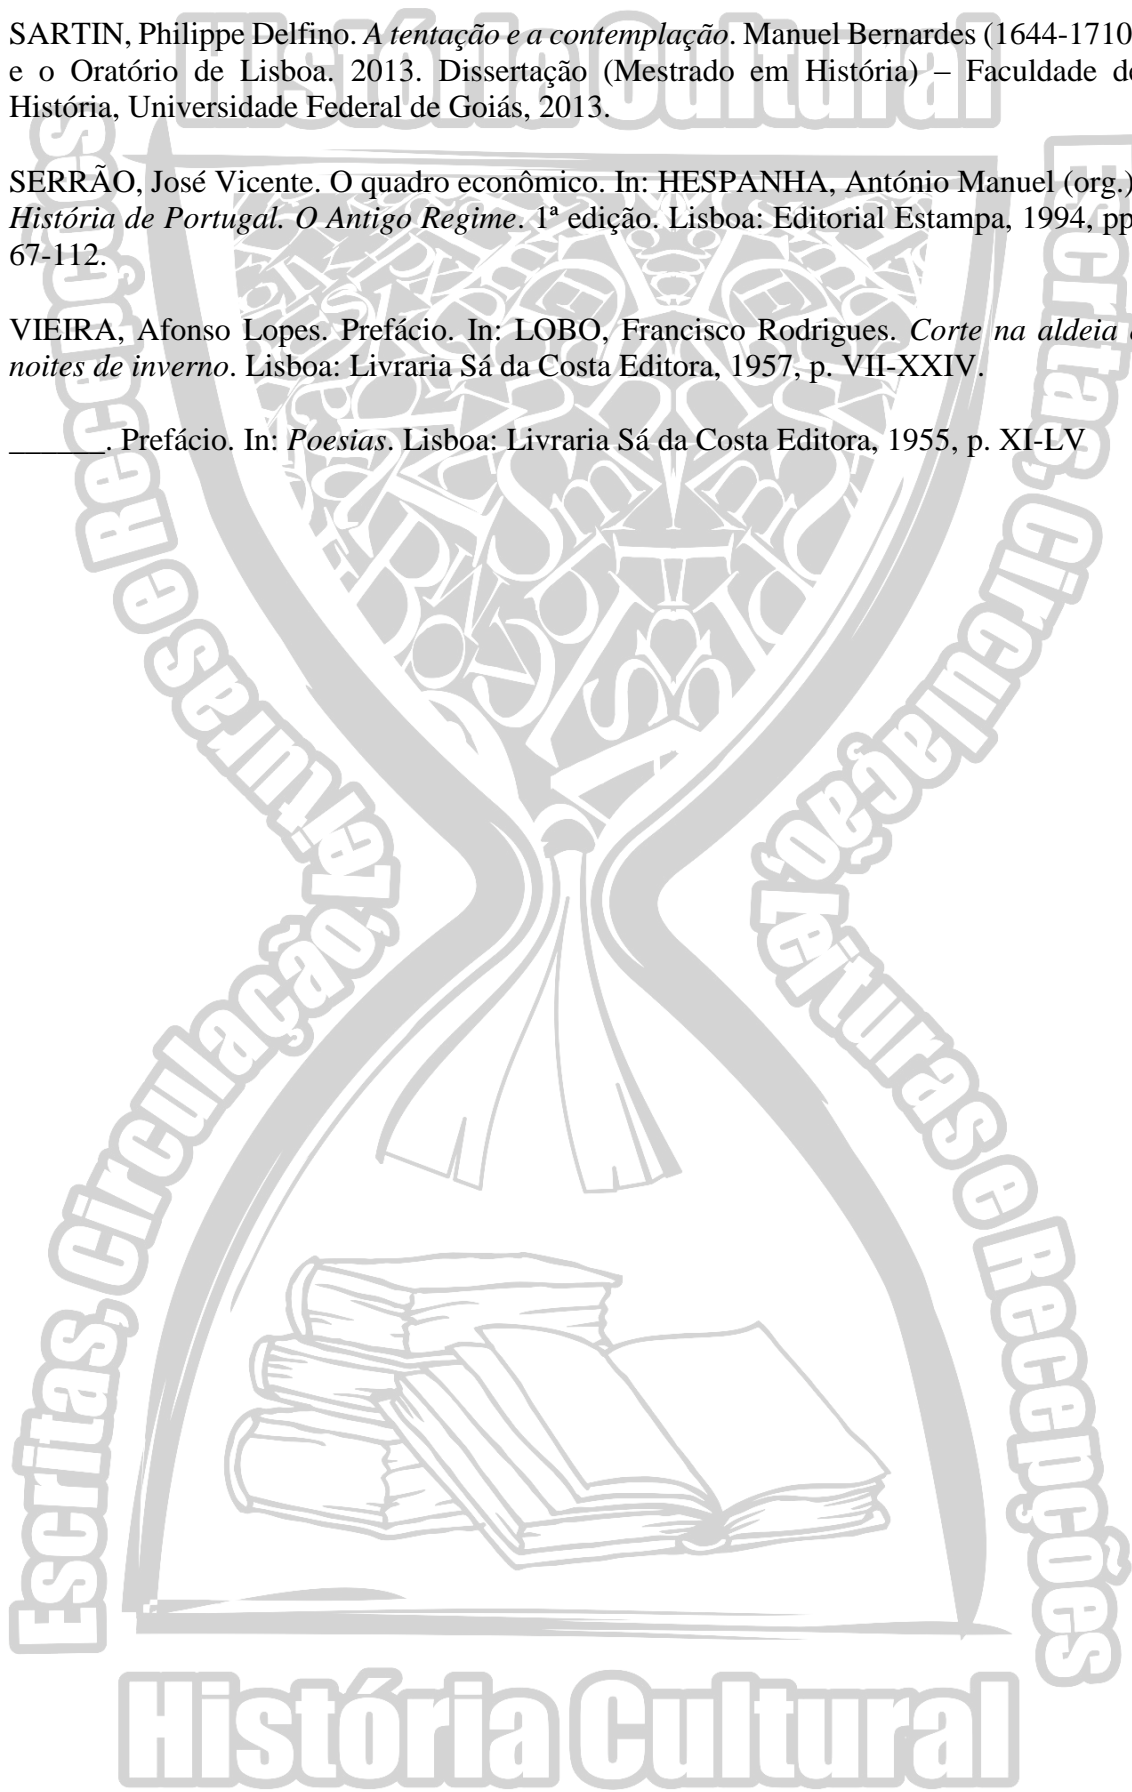 História Cultural
SARTIN, Philippe Delfino. A tentação e a contemplação. Manuel Bernardes (1644-1710
e o Oratório de Lisboa. 2013. Dissertação (Mestrado em História) – Faculdade de
História, Universidade Federal de Goiás, 2013.
SERRÃO, José Vicente. O quadro econômico. In: HESPANHA, António Manuel (org.)
História de Portugal. O Antigo Regime. 1ª edição. Lisboa: Editorial Estampa, 1994, pp
67-112.
VIEIRA, Afonso Lopes. Prefácio. In: LOBO, Francisco Rodrigues. Corte na aldeia e
noites de inverno. Lisboa: Livraria Sá da Costa Editora, 1957, p. VII-XXIV.
______. Prefácio. In: Poesias. Lisboa: Livraria Sá da Costa Editora, 1955, p. XI-LV
Escritas, Circulação, Leituras e Recepções
Escritas, Circulação, Leituras e Recepções
História Cultural